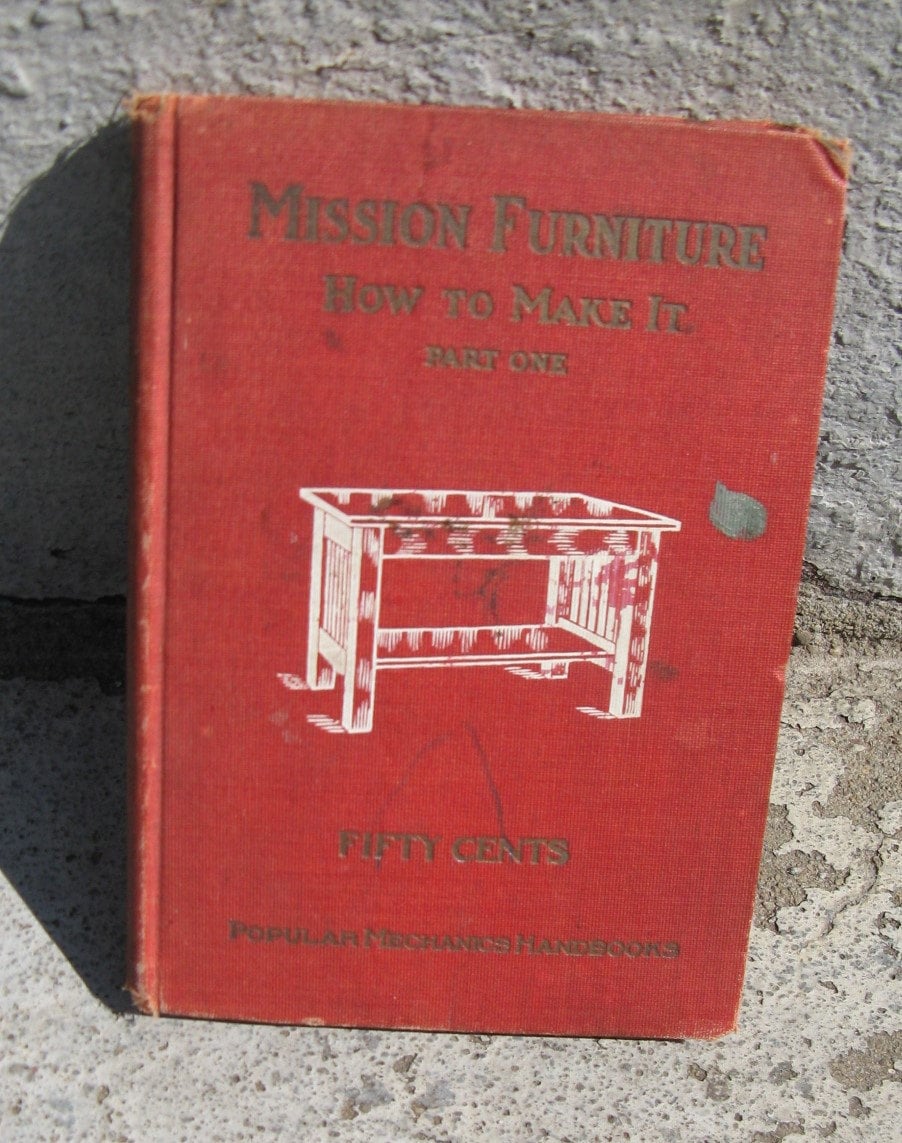 MISSION FURNITURE
HOW TO MAKE IT
PART ONE
FIFTY CENTS
POPULAR MECHANICS HANDBOOKS